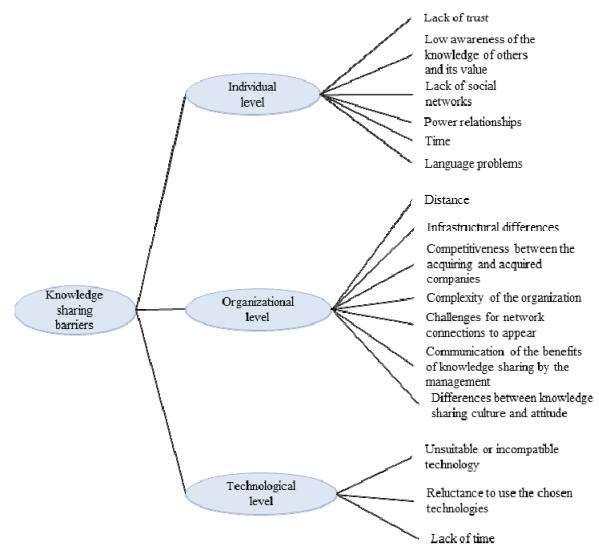 Knowledge
sharing
barriers
Individual
level
Lack of trust
Low awareness of the
knowledge of others
and its value
Lack of social
networks
Power relationships
Time
Language problems
Organizational
level
Distance
Infrastructural differences
Competitiveness between the
acquiring and acquired
companies
Complexity of the organization
Challenges for network
connections to appear
Communication of the benefits
of knowledge sharing by the
management
Differences between knowledge
sharing culture and attitude
Technological
level
Unsuitable or incompatible
technology
Reluctance to use the chosen
technologies
Lack of time